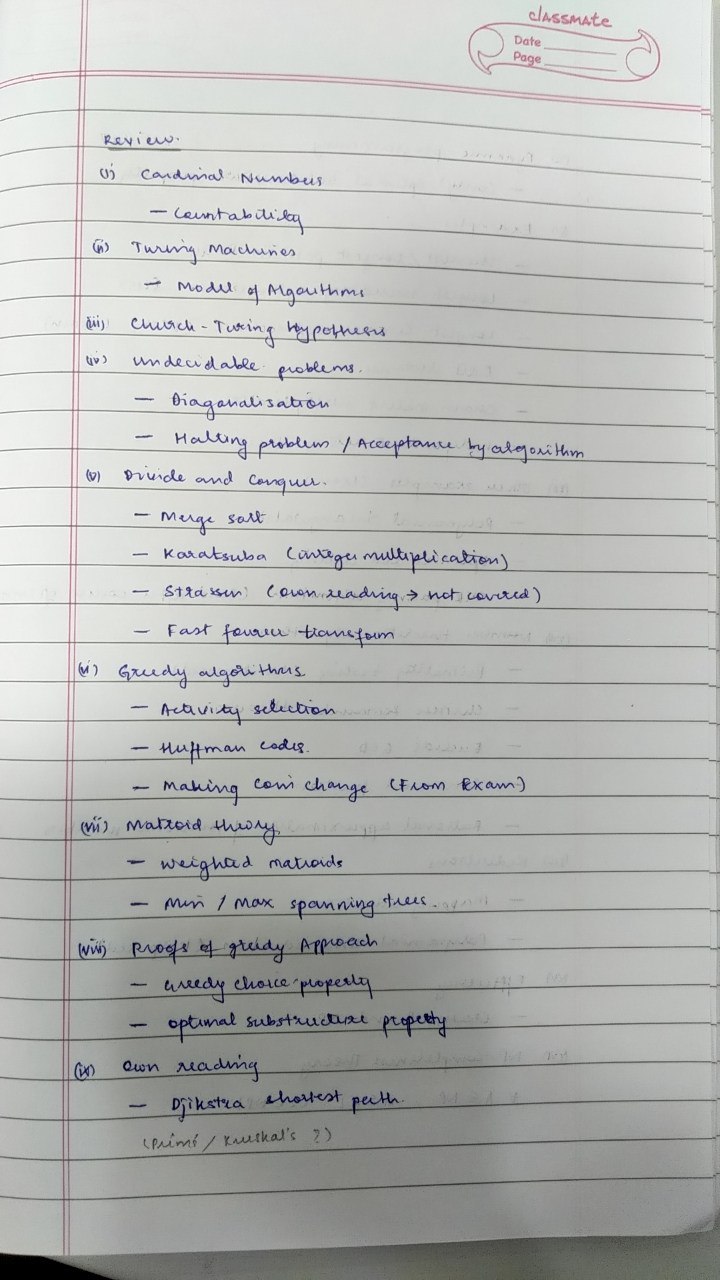 classmate
Date
Page
Review.
(i) Cardinal Numbers
- Countability
(ii) Turing Machines
- Model of Algorithms
(iii) Church-Turing Hypothesis
(iv) Undecidable problems.
- Diagonalisation
- Halting problem / Acceptance by algorithm
(v) Divide and Conquer.
- Merge sort
- Karatsuba (integer multiplication)
- Strassen (own reading → not covered)
- Fast fourier transform
(vi) Greedy algorithms.
- Activity selection
- Huffman codes.
- Making coin change (From Exam)
(vii) Matroid theory
- weighted matroids
- Min / Max spanning trees.
(viii) Proofs of greedy Approach
- Greedy choice property
- optimal substructure property
(ix) Own reading
- Djikstra shortest path.
(Prims / Kruskal's ?)